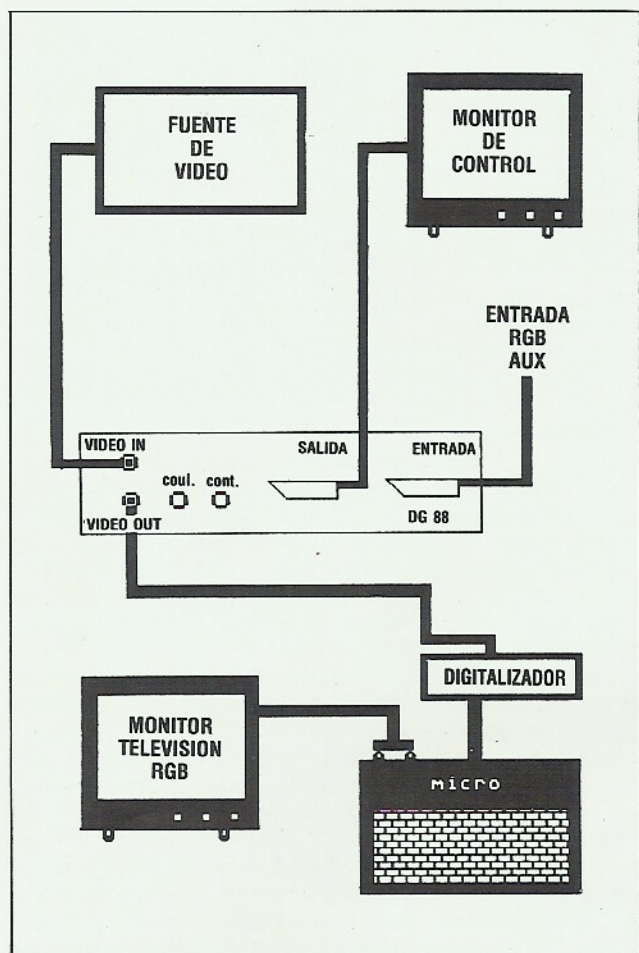 FUENTE
DE
VIDEO
MONITOR
DE
CONTROL
ENTRADA
RGB
AUX
VIDEO IN
SALIDA
ENTRADA
coul. cont.
VIDEO OUT
DG 88
DIGITALIZADOR
MONITOR
TELEVISION
RGB
micro